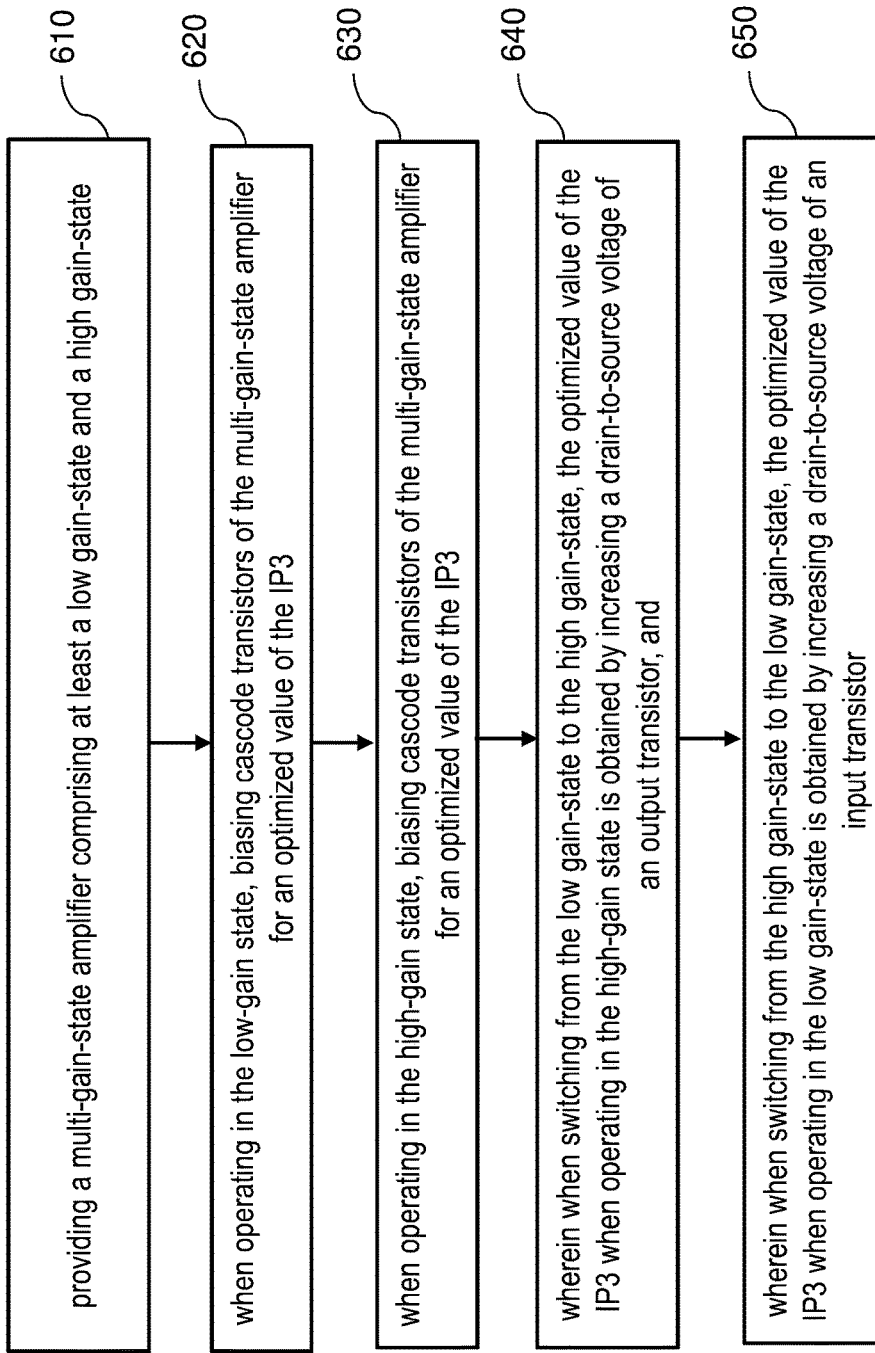 610
providing a multi-gain-state amplifier comprising at least a low gain-state and a high gain-state
620
when operating in the low-gain state, biasing cascode transistors of the multi-gain-state amplifier
for an optimized value of the IP3
630
when operating in the high-gain state, biasing cascode transistors of the multi-gain-state amplifier
for an optimized value of the IP3
640
wherein when switching from the low gain-state to the high gain-state, the optimized value of the
IP3 when operating in the high-gain state is obtained by increasing a drain-to-source voltage of
an output transistor, and
650
wherein when switching from the high gain-state to the low gain-state, the optimized value of the
IP3 when operating in the low gain-state is obtained by increasing a drain-to-source voltage of an
input transistor